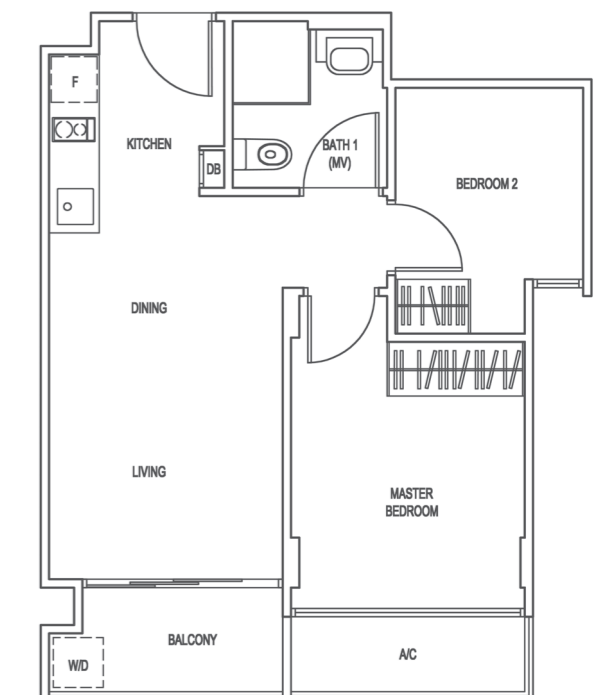 F
KITCHEN
DB
BATH 1
(MV)
BEDROOM 2
DINING
LIVING
MASTER
BEDROOM
BALCONY
W/D
A/C